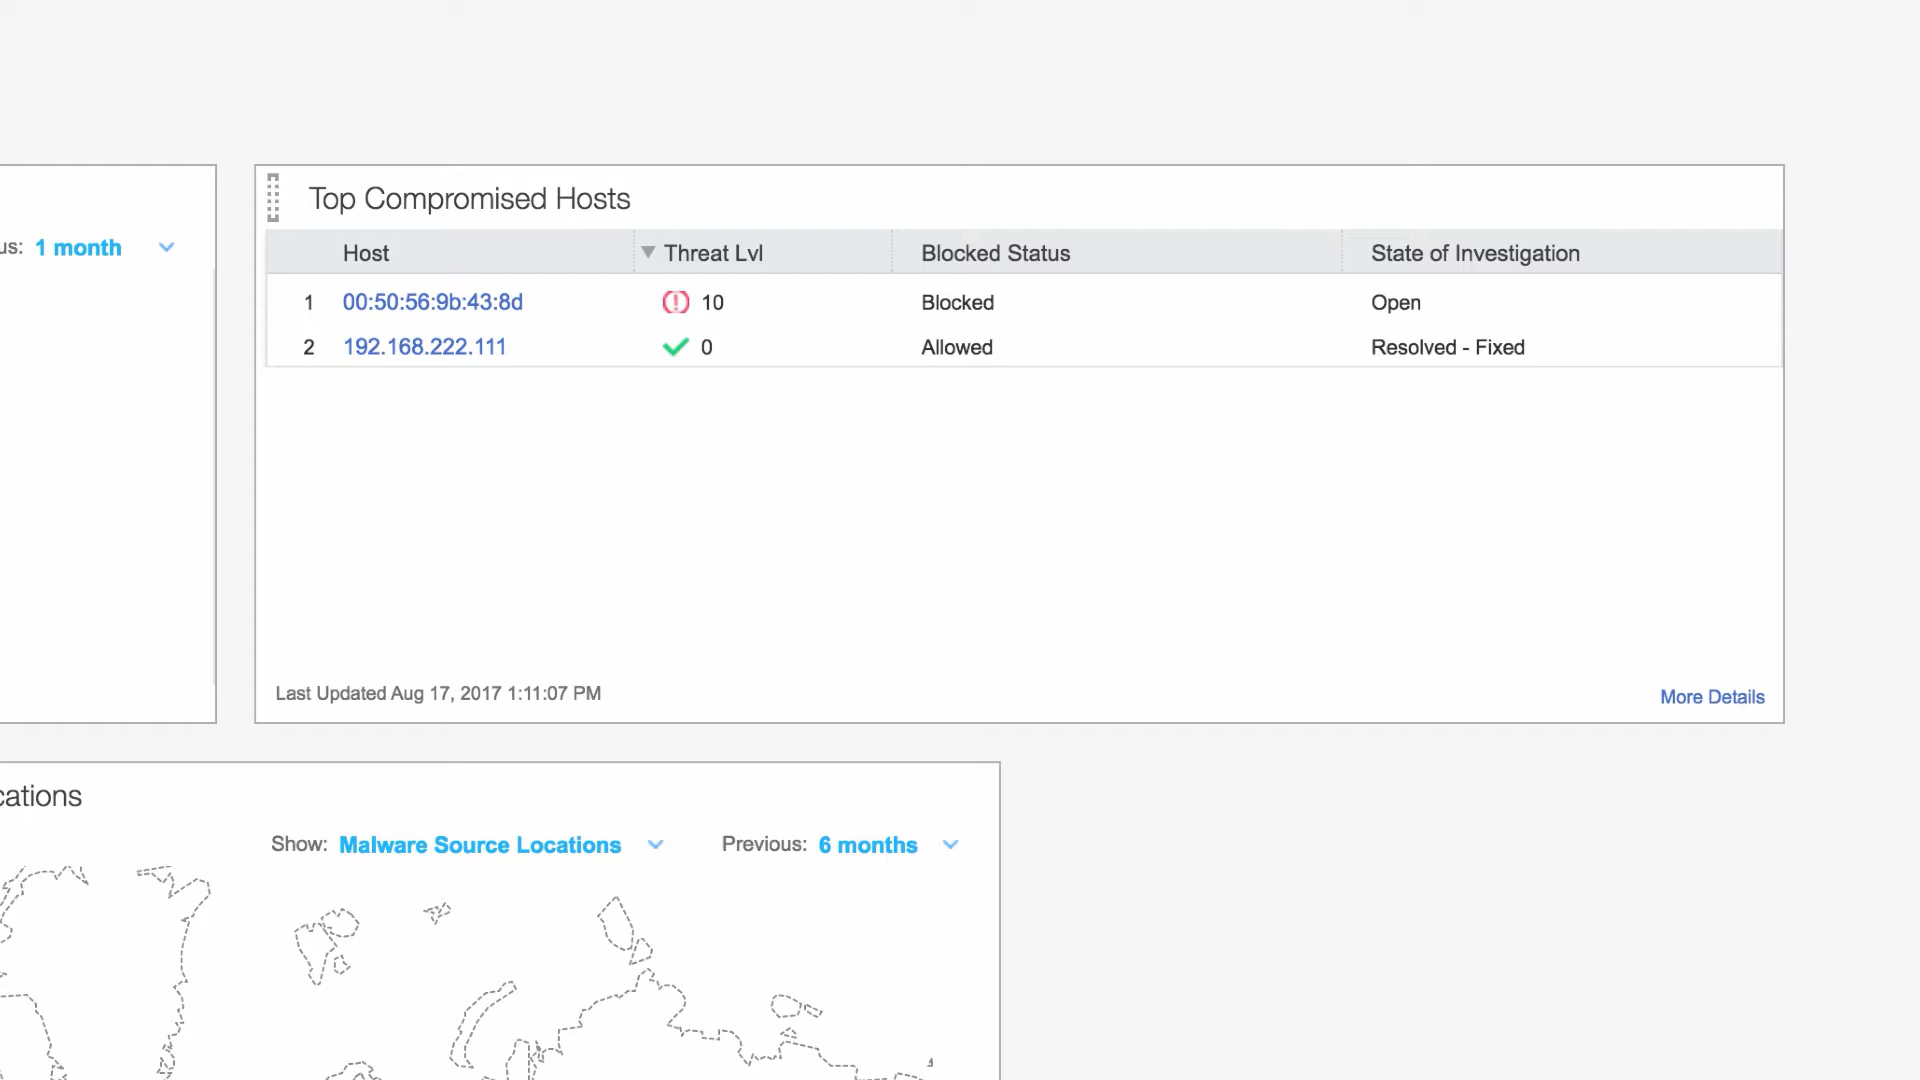 us: 1 month
Top Compromised Hosts
Host Threat Lvl Blocked Status State of Investigation
1 00:50:56:9b:43:8d 10 Blocked Open
2 192.168.222.111 0 Allowed Resolved - Fixed
Last Updated Aug 17, 2017 1:11:07 PM More Details
cations
Show: Malware Source Locations Previous: 6 months